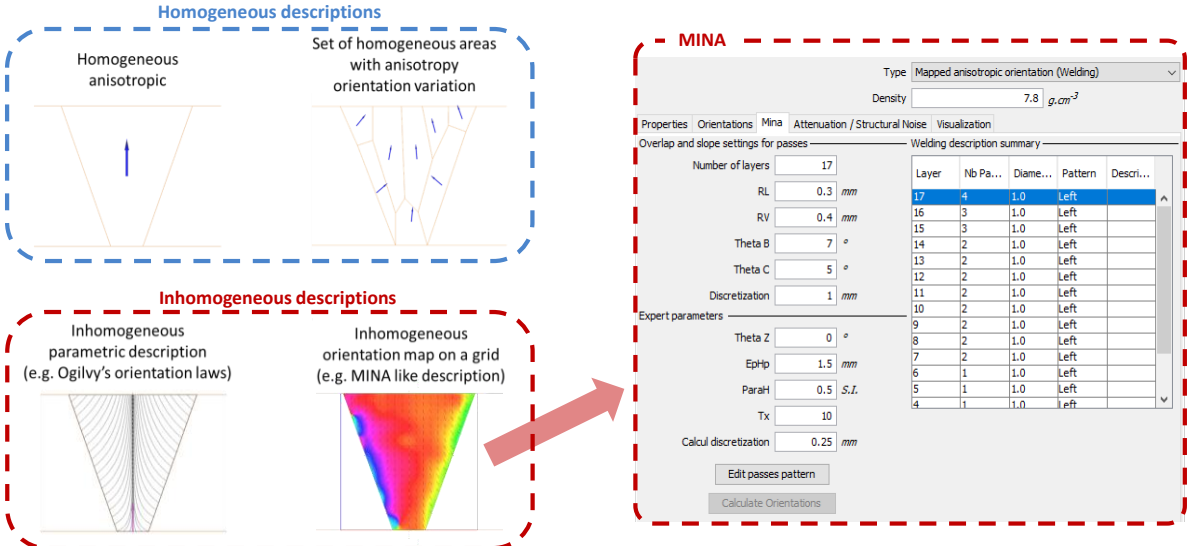 Homogeneous descriptions
Homogeneous
anisotropic
Set of homogeneous areas
with anisotropy
orientation variation
Inhomogeneous descriptions
Inhomogeneous
parametric description
(e.g. Ogilvy's orientation laws)
Inhomogeneous
orientation map on a grid
(e.g. MINA like description)
MINA
Type Mapped anisotropic orientation (Welding)
Density 7.8 g.cm-3
Properties Orientations Mina Attenuation / Structural Noise Visualization
Overlap and slope settings for passes
Number of layers 17
RL 0.3 mm
RV 0.4 mm
Theta B 7 °
Theta C 5 °
Discretization 1 mm
Expert parameters
Theta Z 0 °
EpHp 1.5 mm
ParaH 0.5 S.I.
Tx 10
Calcul discretization 0.25 mm
Edit passes pattern
Calculate Orientations
Welding description summary
Layer Nb Pa... Diame... Pattern Descri...
17 4 1.0 Left
16 3 1.0 Left
15 3 1.0 Left
14 2 1.0 Left
13 2 1.0 Left
12 2 1.0 Left
11 2 1.0 Left
10 2 1.0 Left
9 2 1.0 Left
8 2 1.0 Left
7 2 1.0 Left
6 1 1.0 Left
5 1 1.0 Left
4 1 1.0 Left